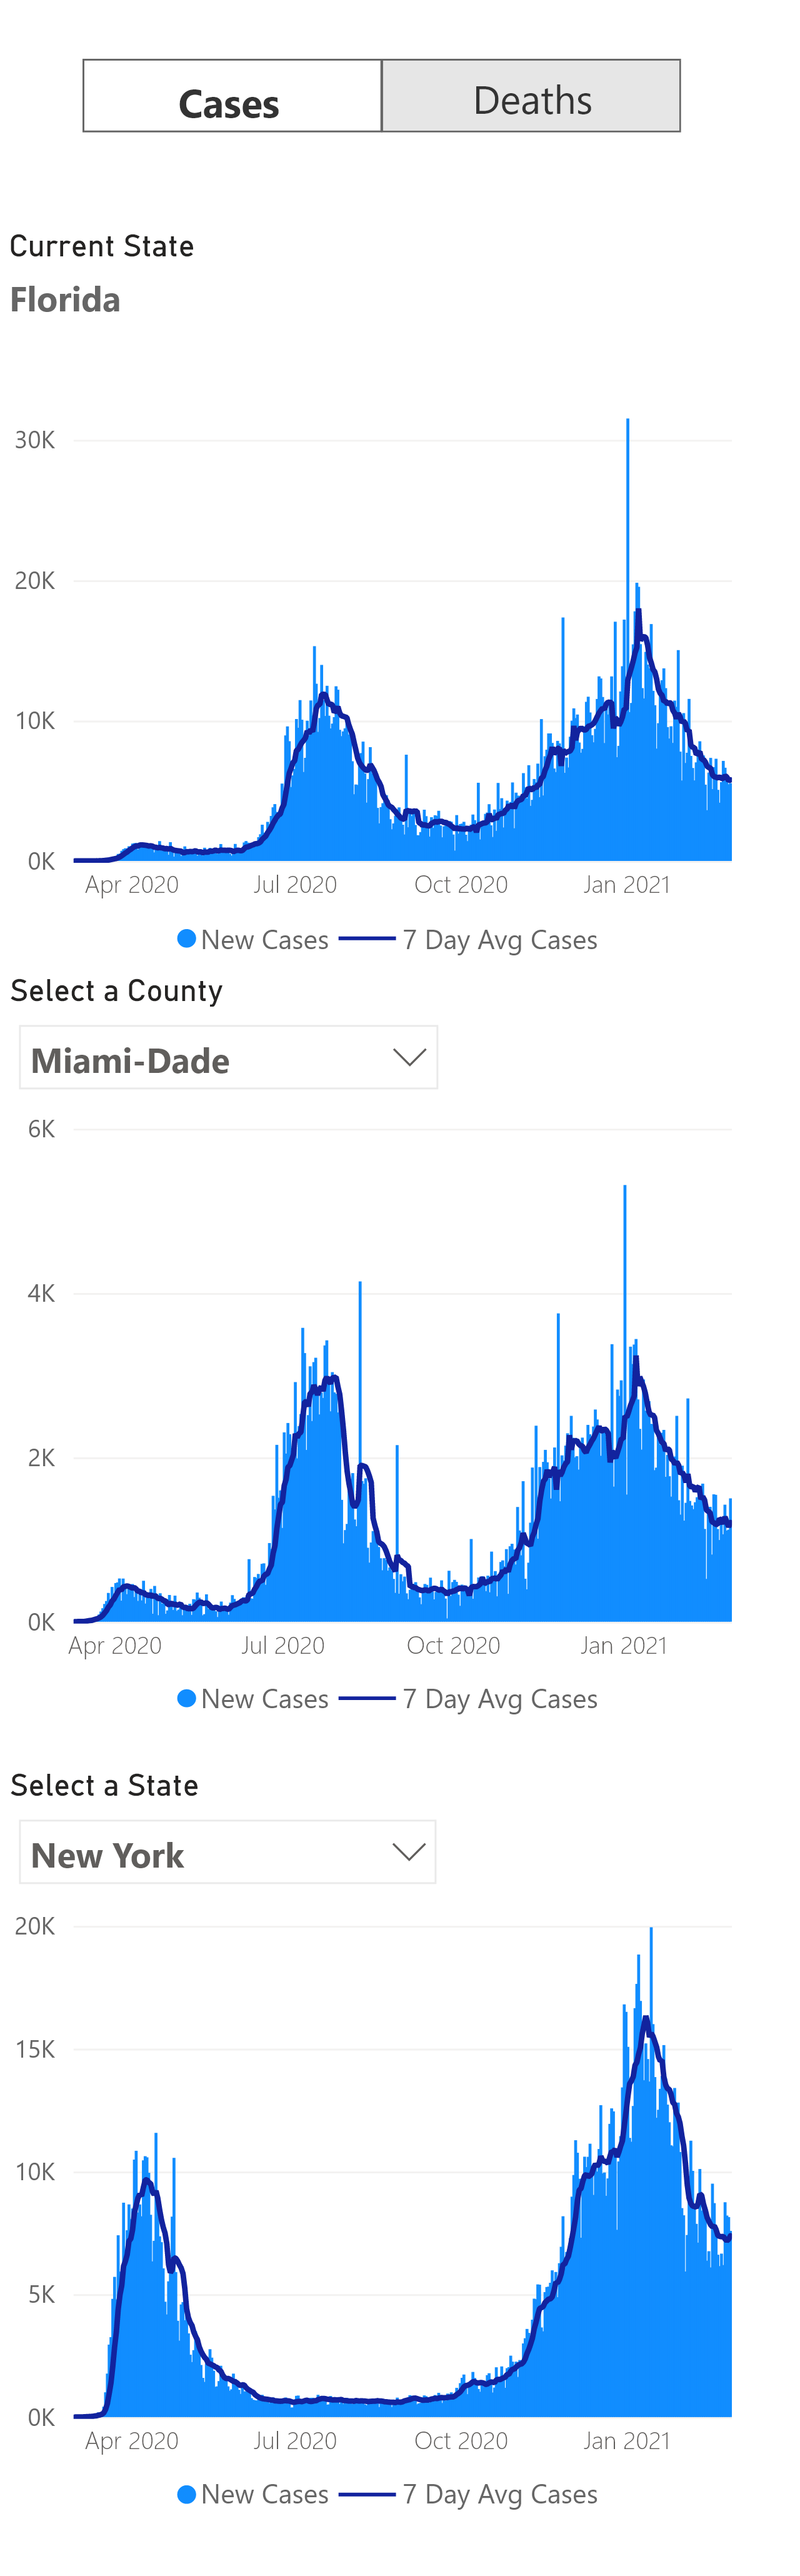 Cases Deaths
Current State
Florida
30K
20K
10K
0K
Apr 2020 Jul 2020 Oct 2020 Jan 2021
New Cases 7 Day Avg Cases
Select a County
Miami-Dade
6K
4K
2K
0K
Apr 2020 Jul 2020 Oct 2020 Jan 2021
New Cases 7 Day Avg Cases
Select a State
New York
20K
15K
10K
5K
0K
Apr 2020 Jul 2020 Oct 2020 Jan 2021
New Cases 7 Day Avg Cases